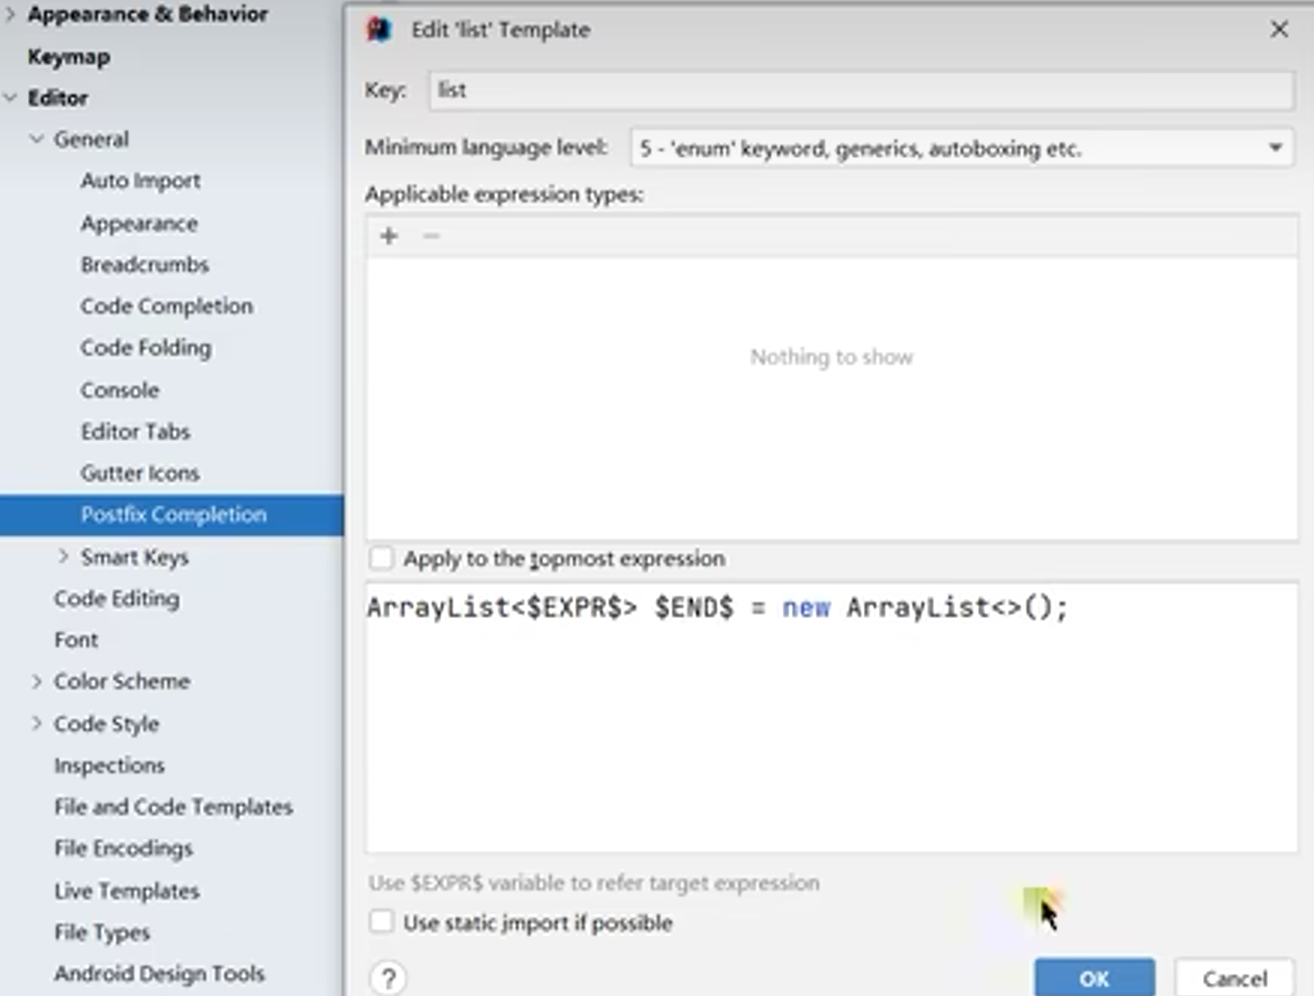 Appearance & Behavior
Keymap
Editor
General
Auto Import
Appearance
Breadcrumbs
Code Completion
Code Folding
Console
Editor Tabs
Gutter Icons
Postfix Completion
Smart Keys
Code Editing
Font
Color Scheme
Code Style
Inspections
File and Code Templates
File Encodings
Live Templates
File Types
Android Design Tools
Edit 'list' Template
Key: list
Minimum language level: 5 - 'enum' keyword, generics, autoboxing etc.
Applicable expression types:
Nothing to show
Apply to the topmost expression
ArrayList<$EXPR$> $END$ = new ArrayList<>();
Use $EXPR$ variable to refer target expression
Use static import if possible
?
OK Cancel